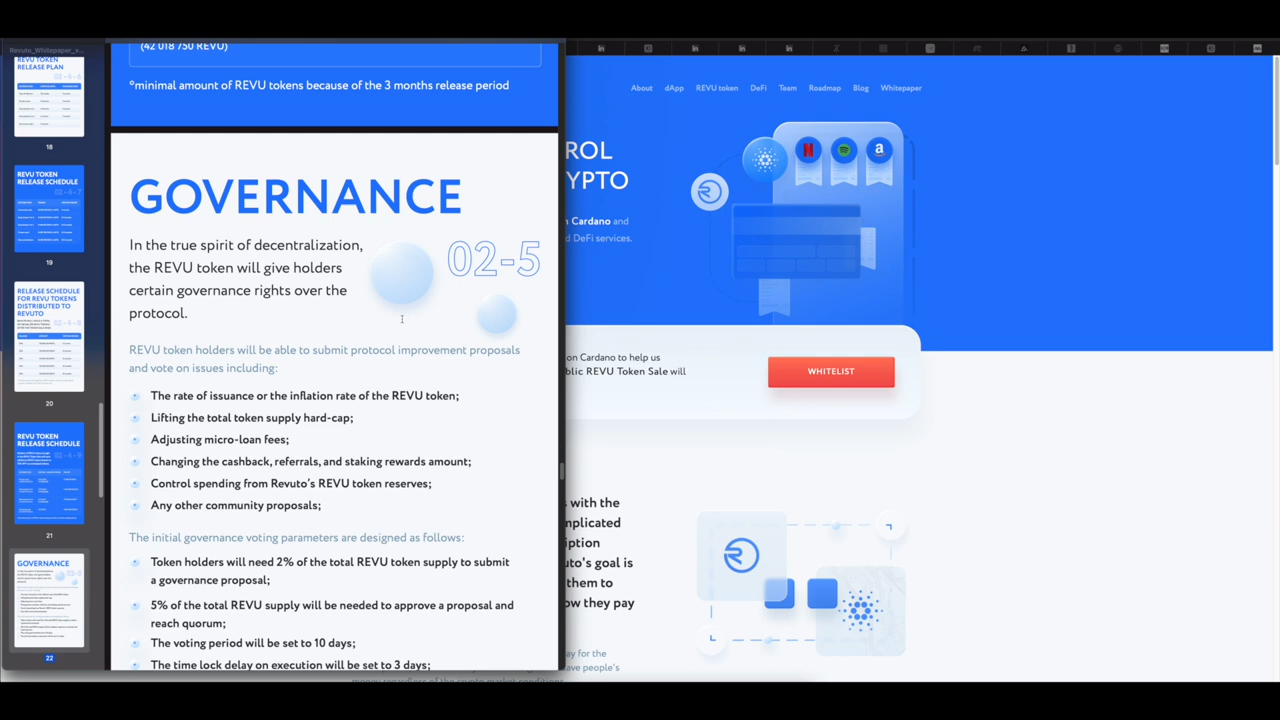 Revuto_Whitepaper_v...
TOKEN
RELEASE PLAN
18
REVU TOKEN
RELEASE SCHEDULE
19
RELEASE SCHEDULE
FOR REVU TOKENS
DISTRIBUTED TO
REVUTO
20
REVU TOKEN
RELEASE SCHEDULE
21
GOVERNANCE
22
(42 018 750 REVU)
*minimal amount of REVU tokens because of the 3 months release period
GOVERNANCE
02-5
In the true spirit of decentralization,
the REVU token will give holders
certain governance rights over the
protocol.
REVU token holders will be able to submit protocol improvement proposals
and vote on issues including:
The rate of issuance or the inflation rate of the REVU token;
Lifting the total token supply hard-cap;
Adjusting micro-loan fees;
Changing the cashback, referrals, and staking rewards amount;
Control spending from Revuto's REVU token reserves;
Any other community proposals;
The initial governance voting parameters are designed as follows:
Token holders will need 2% of the total REVU token supply to submit
a governance proposal;
5% of the total REVU supply will be needed to approve a proposal and
reach quorum;
The voting period will be set to 10 days;
The time lock delay on execution will be set to 3 days;
About dApp REVU token DeFi Team Roadmap Blog Whitepaper
ROL
YPTO
n Cardano and
d DeFi services.
on Cardano to help us
blic REVU Token Sale will
WHITELIST
s with the
mplicated
iption
uto's goal is
them to
ow they pay
ay for the
ave people's
money regardless of the crypto market conditions